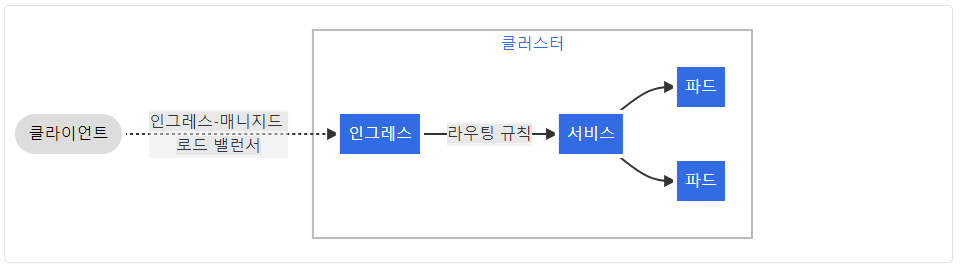 클러스터
클라이언트
인그레스-매니지드
로드 밸런서
인그레스
라우팅 규칙
서비스
파드
파드